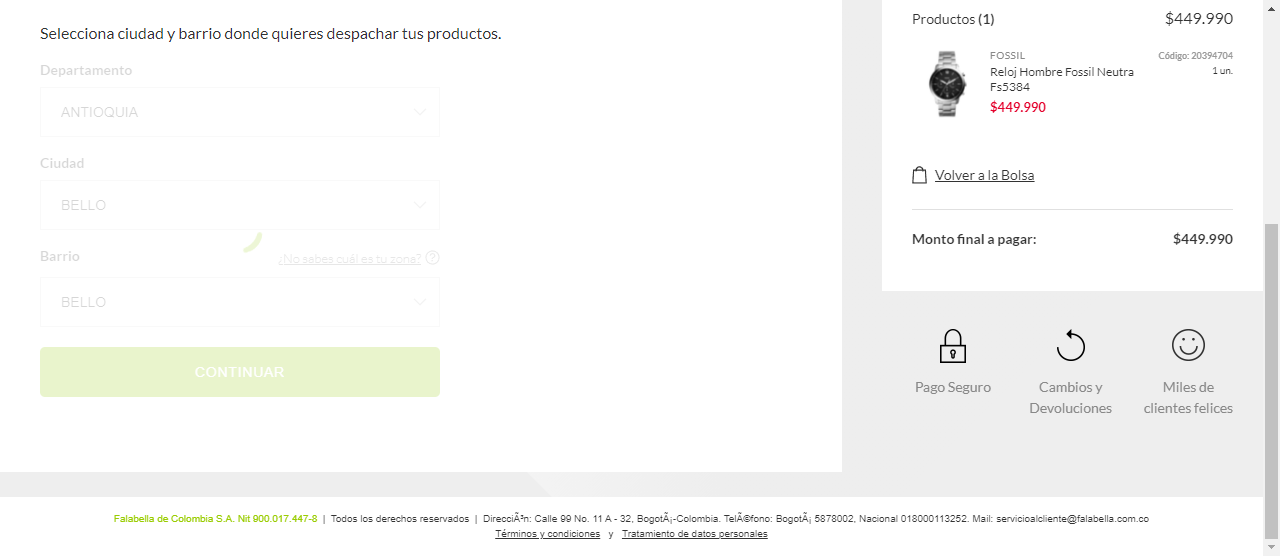 Selecciona ciudad y barrio donde quieres despachar tus productos.
Departamento
ANTIOQUIA
Ciudad
BELLO
Barrio
¿No sabes cuál es tu zona?
BELLO
CONTINUAR
Productos (1) $449.990
FOSSIL Código: 20394704
Reloj Hombre Fossil Neutra 1 un.
Fs5384
$449.990
Volver a la Bolsa
Monto final a pagar: $449.990
Pago Seguro
Cambios y
Devoluciones
Miles de
clientes felices
Falabella de Colombia S.A. Nit 900.017.447-8 | Todos los derechos reservados | DirecciÃ³n: Calle 99 No. 11 A - 32, BogotÃ¡-Colombia. TelÃ©fono: BogotÃ¡ 5878002, Nacional 018000113252. Mail: servicioalcliente@falabella.com.co
Términos y condiciones y Tratamiento de datos personales